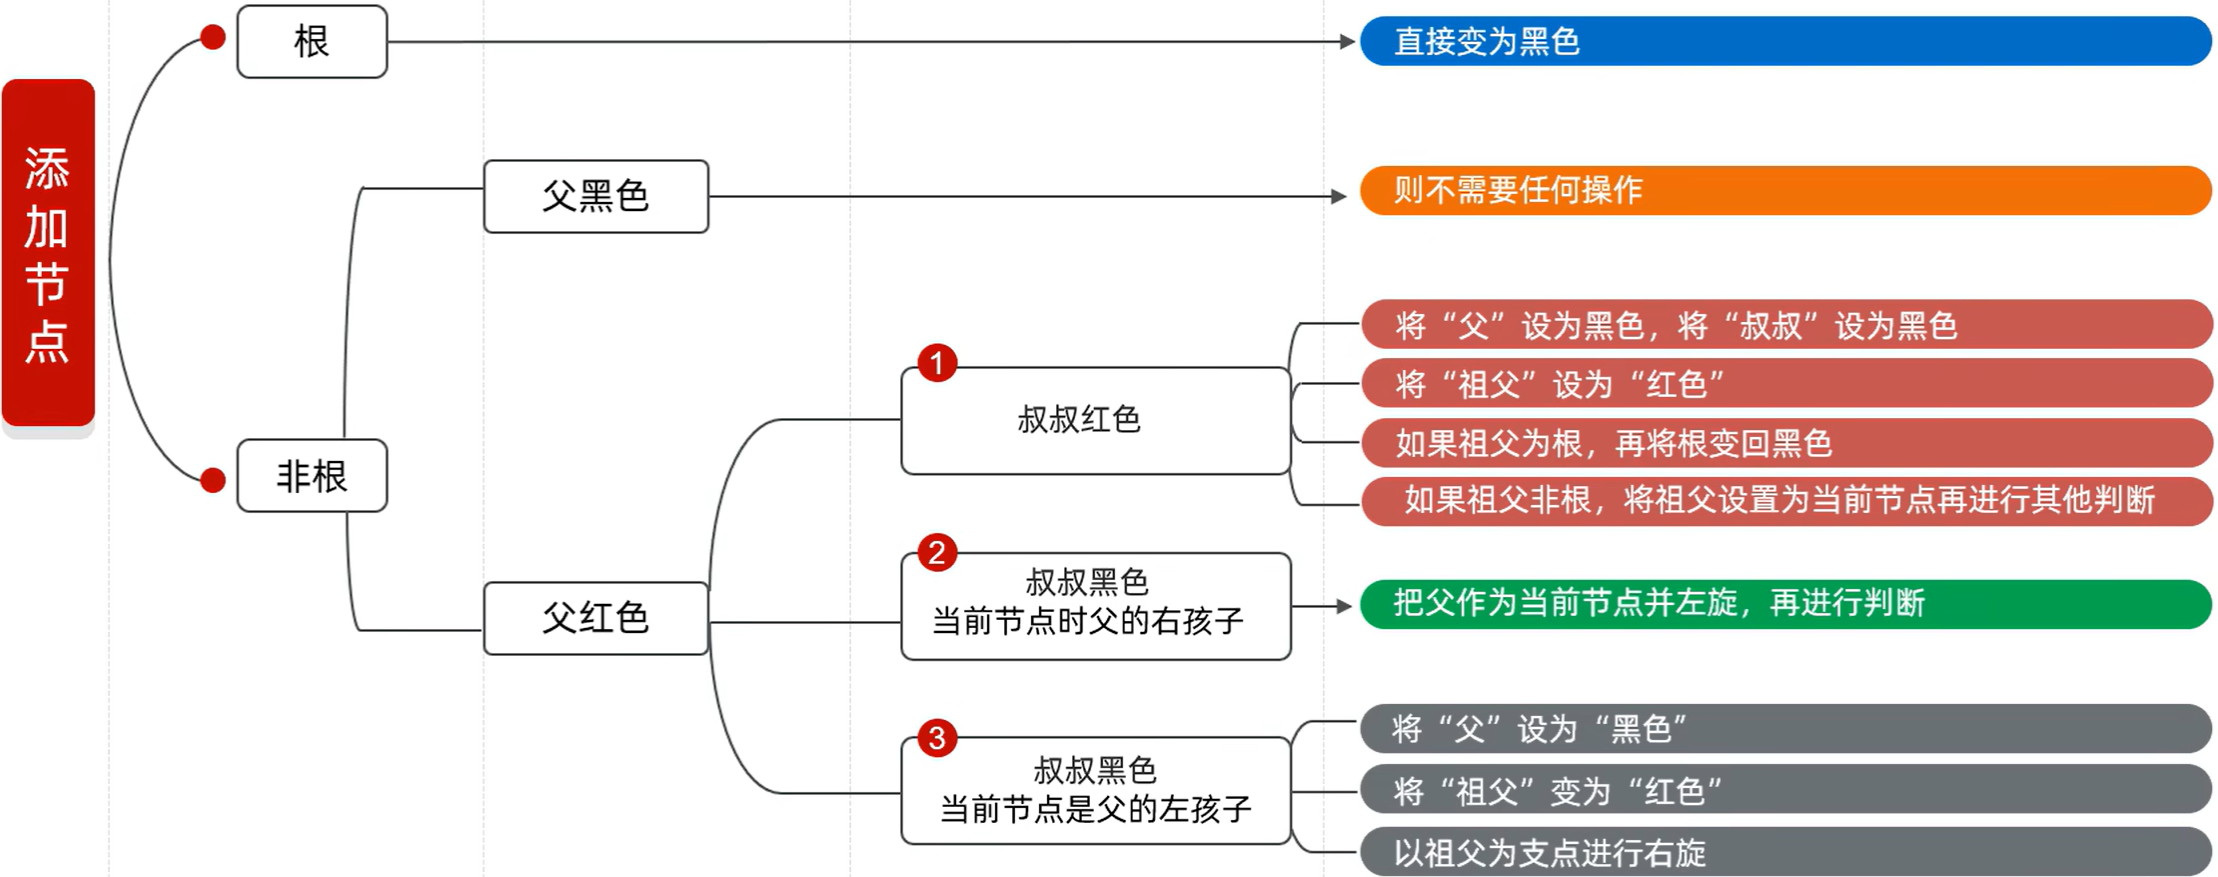 添加节点
根
直接变为黑色
父黑色
则不需要任何操作
非根
父红色
1
叔叔红色
将“父”设为黑色，将“叔叔”设为黑色
将“祖父”设为“红色”
如果祖父为根，再将根变回黑色
如果祖父非根，将祖父设置为当前节点再进行其他判断
2
叔叔黑色
当前节点时父的右孩子
把父作为当前节点并左旋，再进行判断
3
叔叔黑色
当前节点是父的左孩子
将“父”设为“黑色”
将“祖父”变为“红色”
以祖父为支点进行右旋